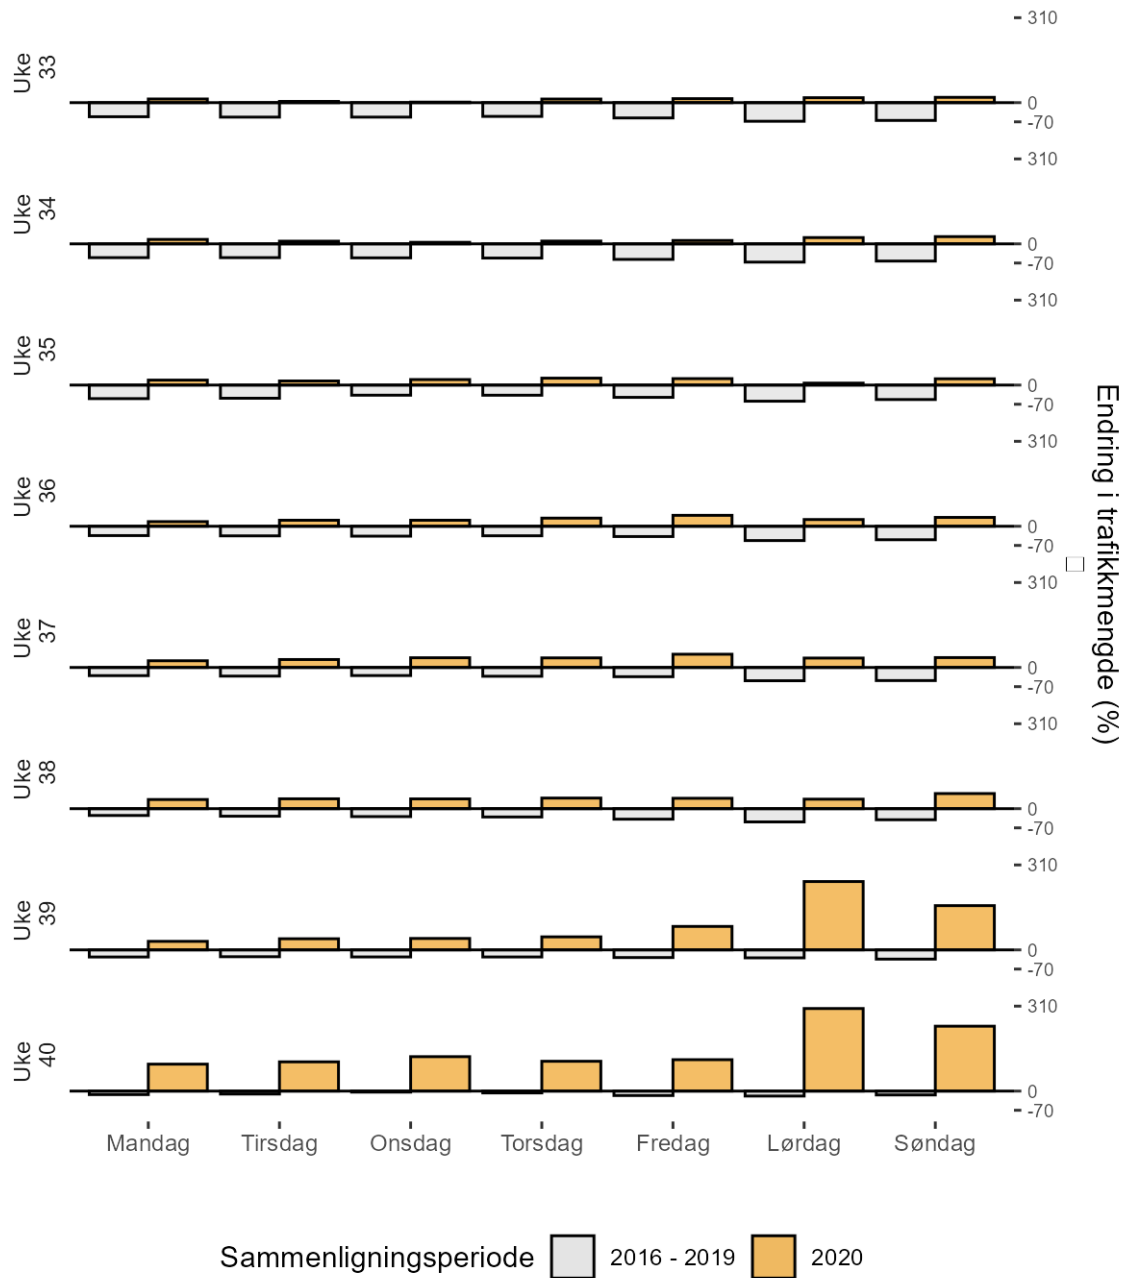 310
Uke
33
0
-70
310
Uke
34
0
-70
310
Uke
35
0
-70
310
Uke
36
0
-70
310
Uke
37
0
-70
310
Uke
38
0
-70
310
Uke
39
0
-70
310
Uke
40
0
-70
Endring i trafikkmengde (%)
Mandag Tirsdag Onsdag Torsdag Fredag Lørdag Søndag
Sammenligningsperiode 2016 - 2019 2020